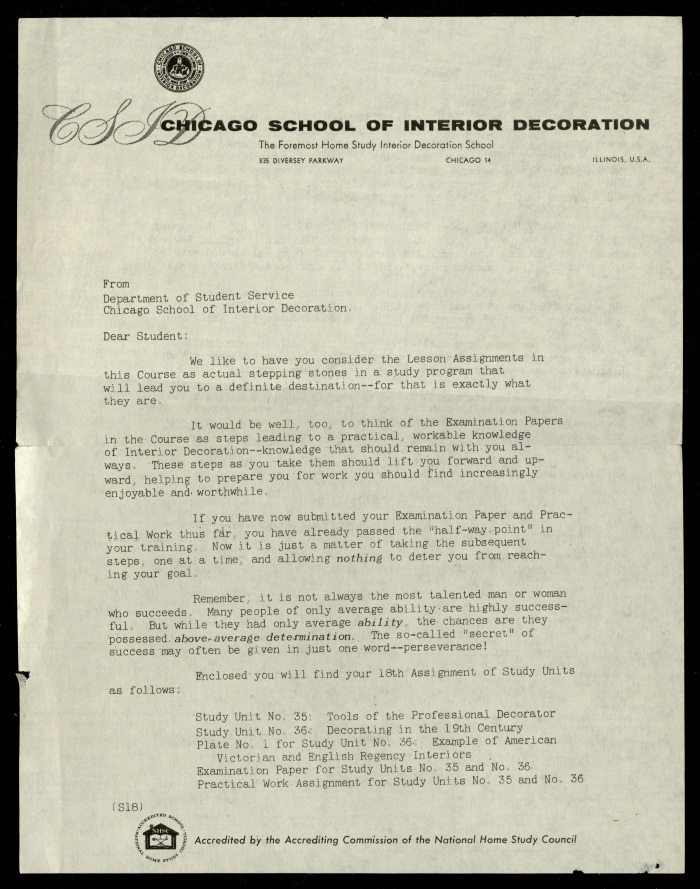 CSID
CHICAGO SCHOOL OF INTERIOR DECORATION
The Foremost Home Study Interior Decoration School
835 DIVERSEY PARKWAY CHICAGO 14 ILLINOIS, U.S.A.
From
Department of Student Service
Chicago School of Interior Decoration.
Dear Student:
We like to have you consider the Lesson Assignments in
this Course as actual stepping stones in a study program that
will lead you to a definite destination--for that is exactly what
they are.
It would be well, too, to think of the Examination Papers
in the Course as steps leading to a practical, workable knowledge
of Interior Decoration--knowledge that should remain with you al-
ways. These steps as you take them should lift you forward and up-
ward, helping to prepare you for work you should find increasingly
enjoyable and worthwhile.
If you have now submitted your Examination Paper and Prac-
tical Work thus far, you have already passed the "half-way point" in
your training. Now it is just a matter of taking the subsequent
steps, one at a time, and allowing nothing to deter you from reach-
ing your goal.
Remember, it is not always the most talented man or woman
who succeeds. Many people of only average ability are highly success-
ful. But while they had only average ability, the chances are they
possessed above-average determination. The so-called "secret" of
success may often be given in just one word--perseverance!
Enclosed you will find your 18th Assignment of Study Units
as follows:
Study Unit No. 35: Tools of the Professional Decorator
Study Unit No. 36: Decorating in the 19th Century
Plate No. 1 for Study Unit No. 36: Example of American
Victorian and English Regency Interiors
Examination Paper for Study Units No. 35 and No. 36
Practical Work Assignment for Study Units No. 35 and No. 36
(S18)
ACCREDITED SCHOOL
NHSC
NATIONAL HOME STUDY COUNCIL
Accredited by the Accrediting Commission of the National Home Study Council